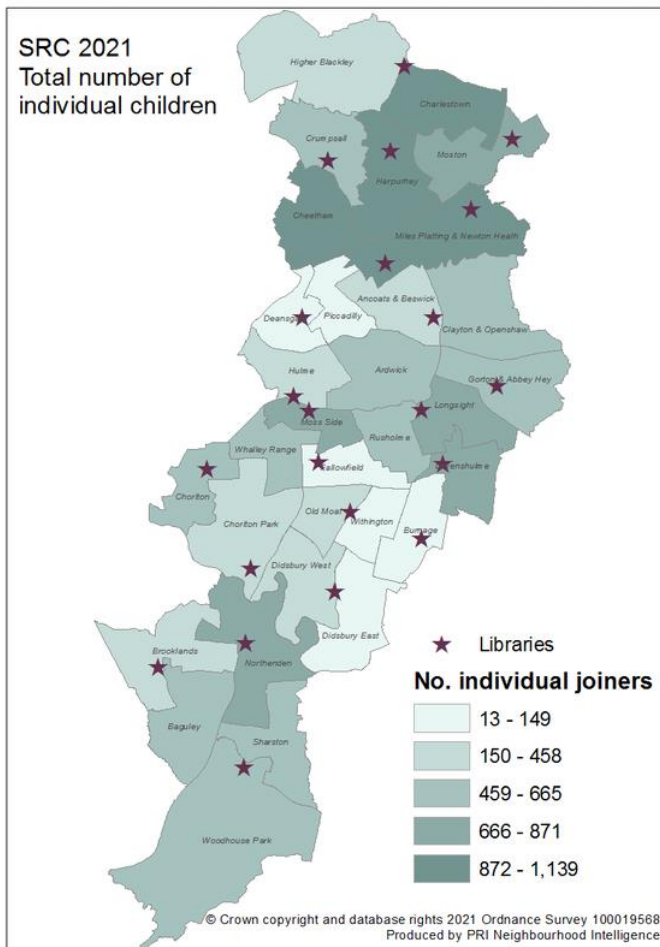 SRC 2021
Total number of
individual children
Higher Blackley
Charlestown
Crumpsall
Moston
Harpurhey
Cheetham
Miles Platting & Newton Heath
Ancoats & Beswick
Deansg
Piccadilly
Clayton & Openshaw
Hulme
Ardwick
Gorton & Abbey Hey
Longsight
Moss Side
Rusholme
Whalley Range
Fallowfield
ensholme
Chorlton
Old Moat
Withington
Burnage
Chorlton Park
Didsbury West
Didsbury East
Brooklands
Northenden
Baguley
Sharston
Woodhouse Park
Libraries
No. individual joiners
13 - 149
150 - 458
459 - 665
666 - 871
872 - 1,139
© Crown copyright and database rights 2021 Ordnance Survey 100019568
Produced by PRI Neighbourhood Intelligence